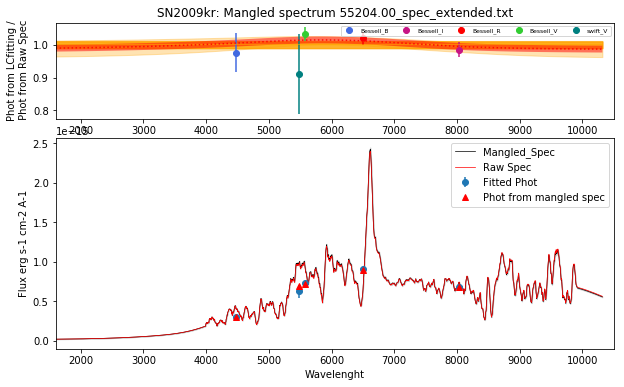 SN2009kr: Mangled spectrum 55204.00_spec_extended.txt
Phot from LCfitting /
Phot from Raw Spec
1.0
0.9
0.8
Bessell_B
Bessell_I
Bessell_R
Bessell_V
swift_V
2000
3000
4000
5000
6000
7000
8000
9000
10000
Flux erg s-1 cm-2 A-1
2.5
2.0
1.5
1.0
0.5
0.0
Mangled_Spec
Raw Spec
Fitted Phot
Phot from mangled spec
2000
3000
4000
5000
6000
7000
8000
9000
10000
Wavelenght